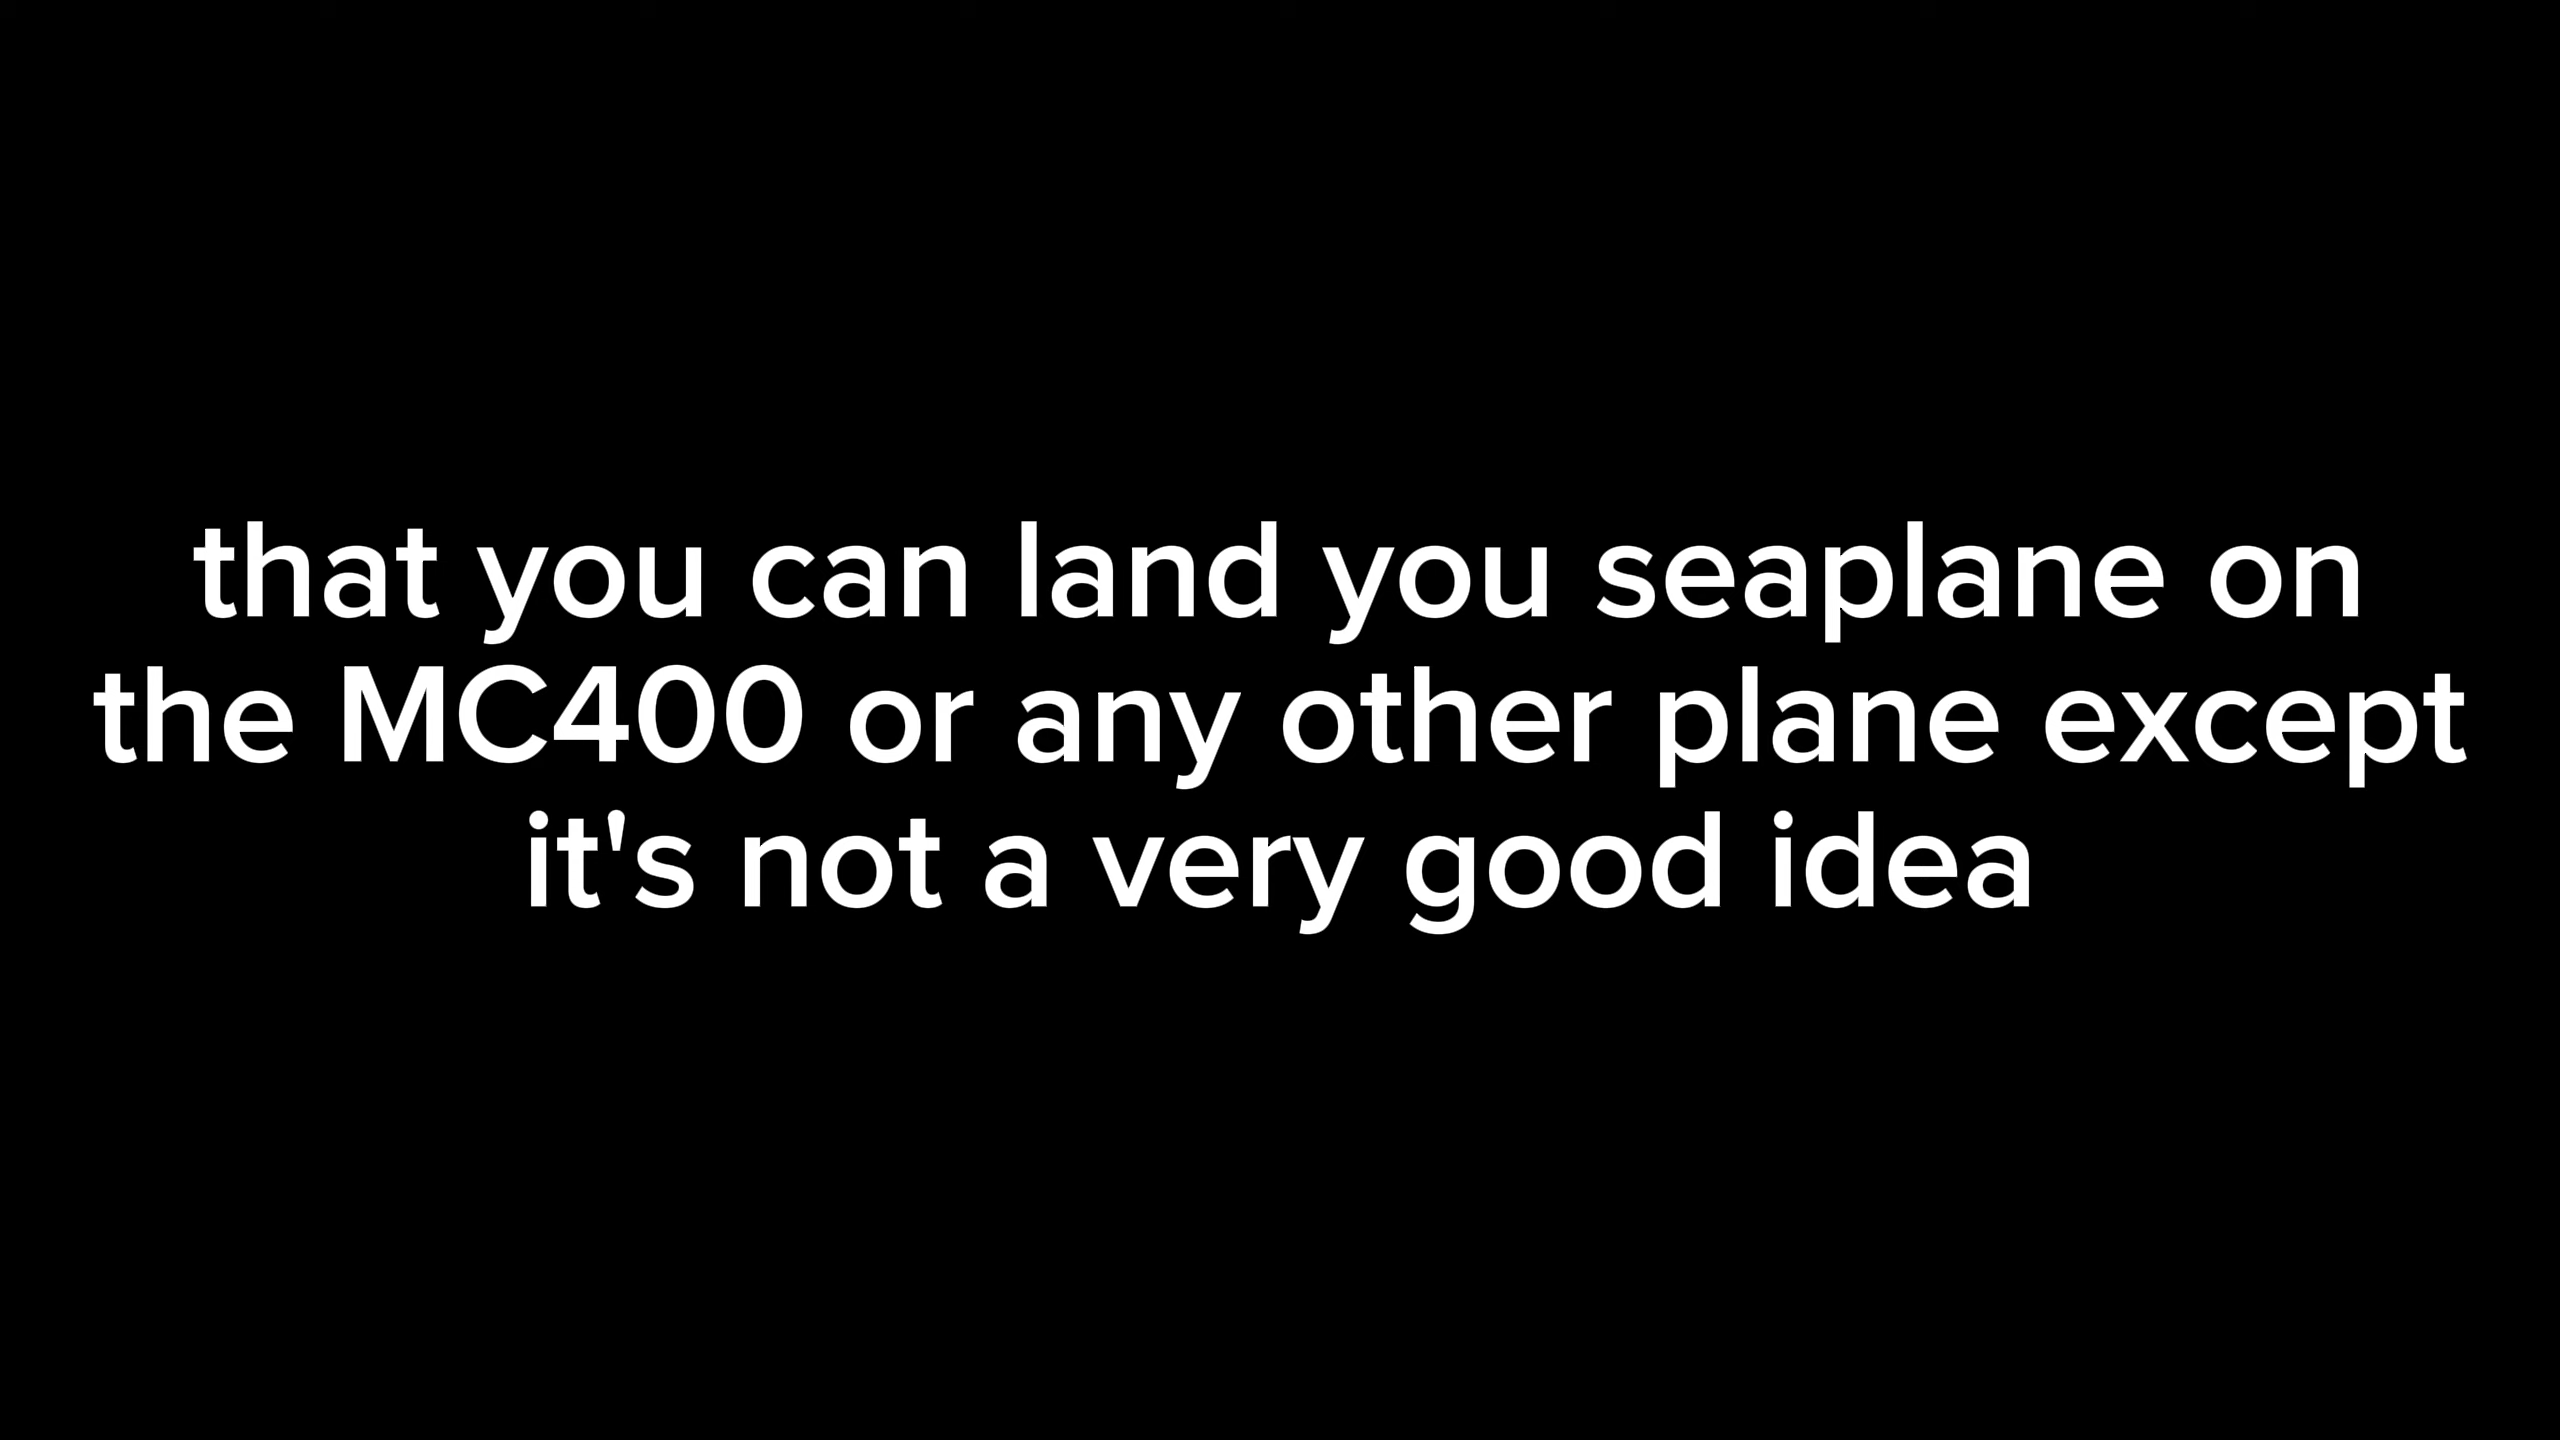 that you can land you seaplane on
the MC400 or any other plane except
it's not a very good idea